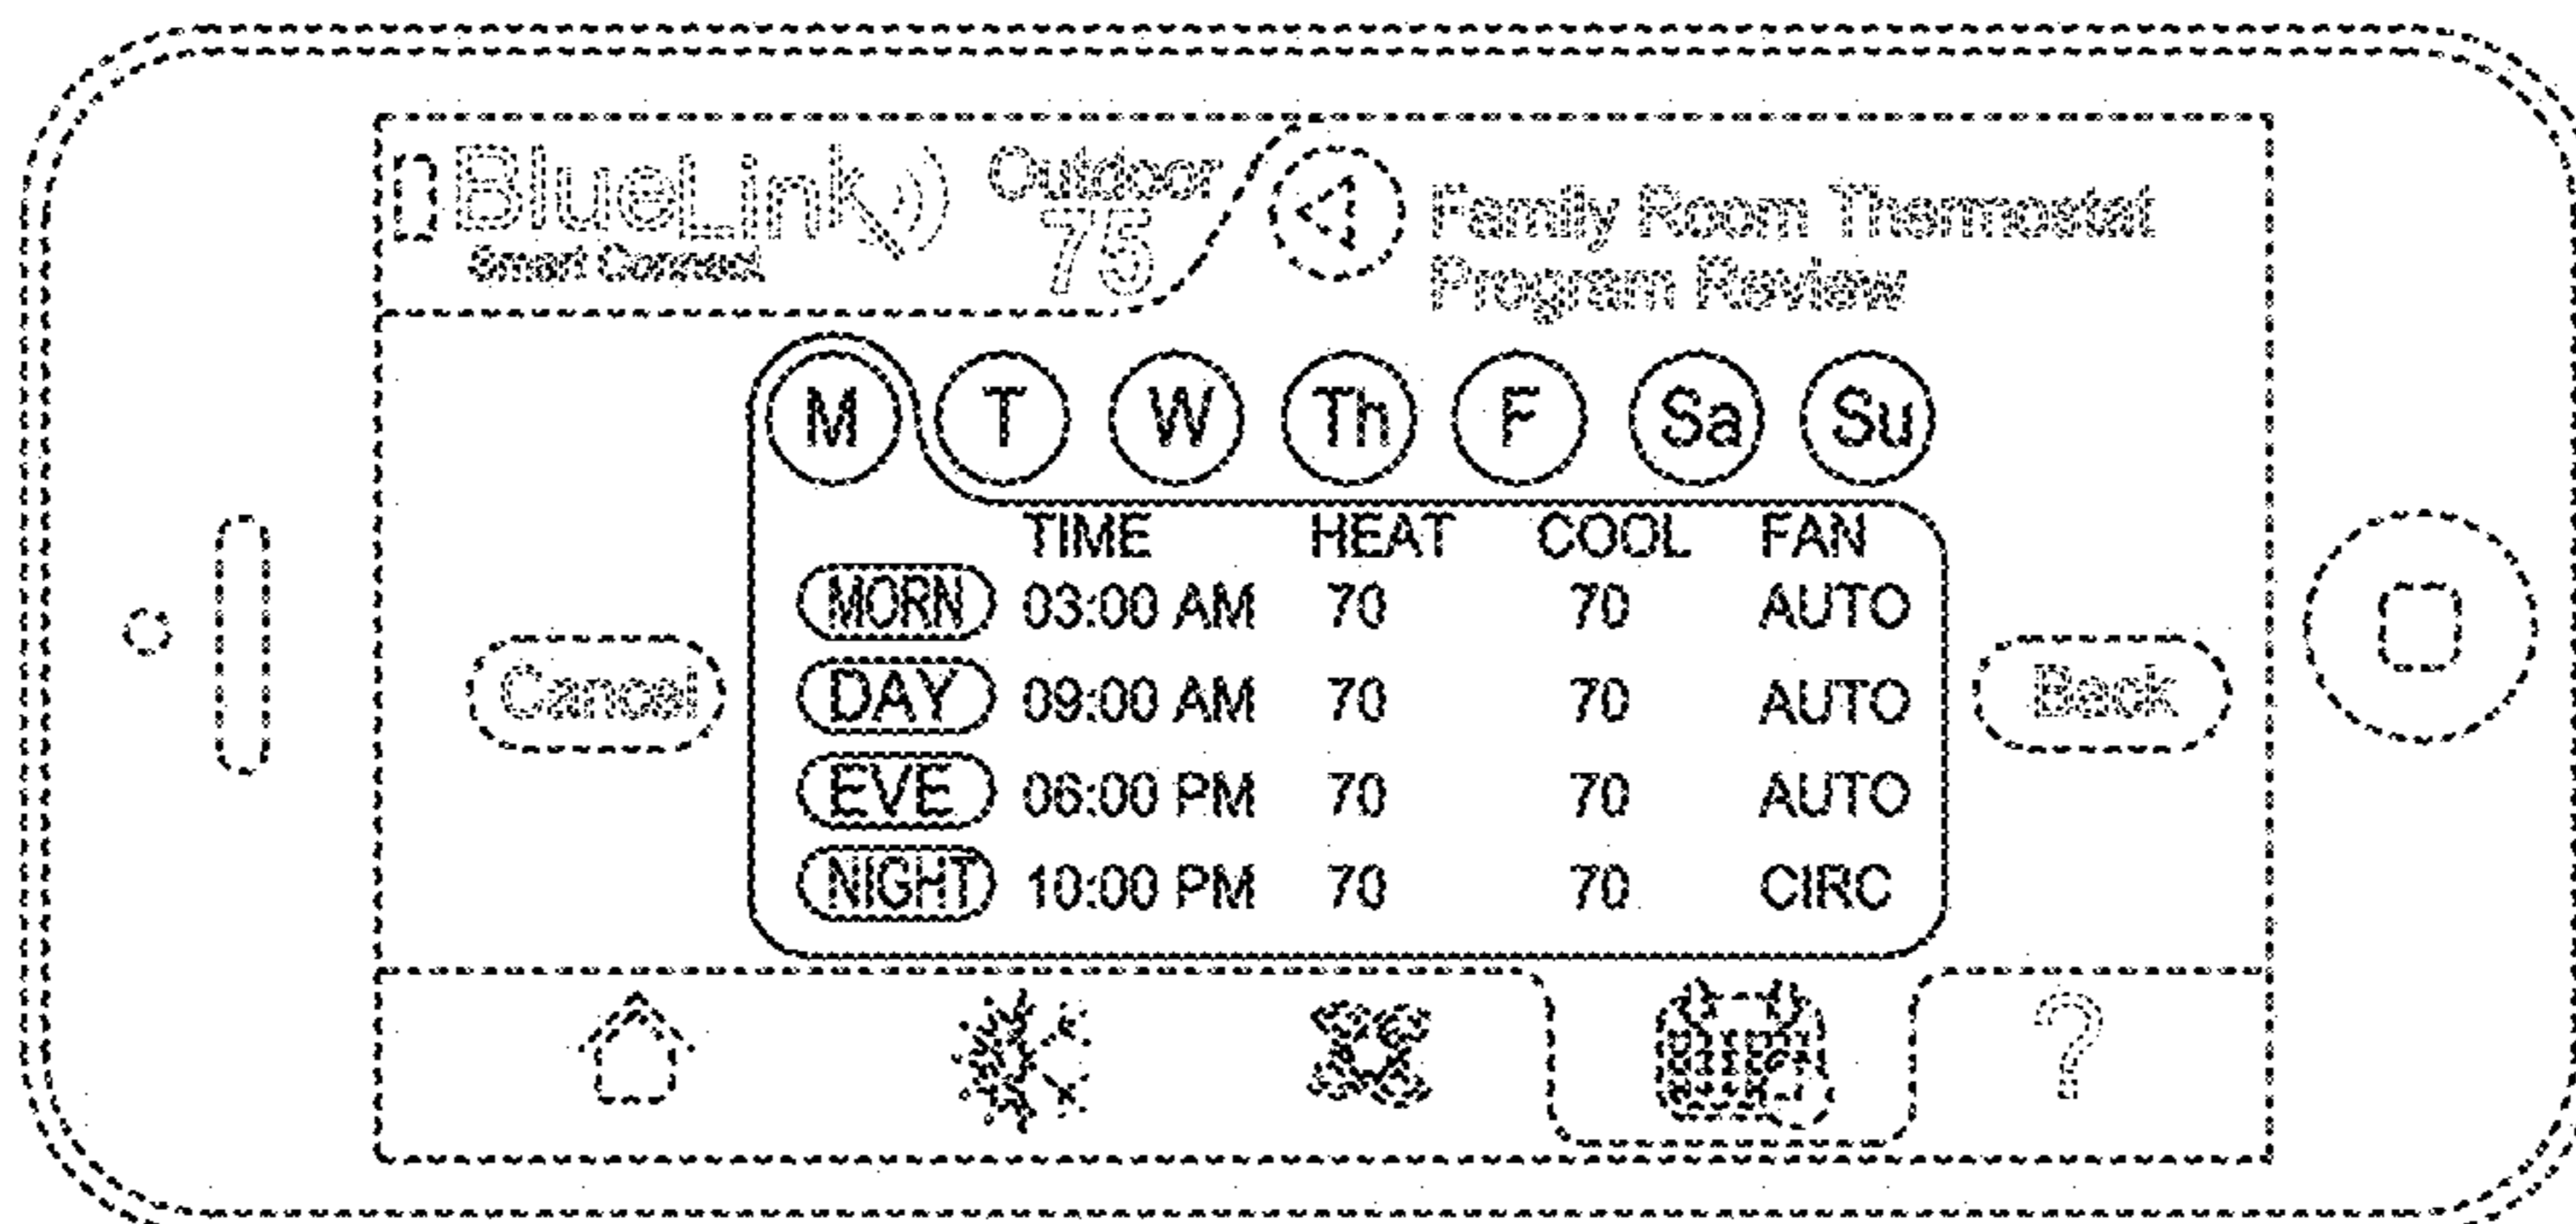 BlueLink
Smart Connect
Outdoor
75
Family Room Thermostat
Program Review
M T W Th F Sa Su
TIME HEAT COOL FAN
MORN 03:00 AM 70 70 AUTO
DAY 09:00 AM 70 70 AUTO
EVE 06:00 PM 70 70 AUTO
NIGHT 10:00 PM 70 70 CIRC
Cancel
Back
?